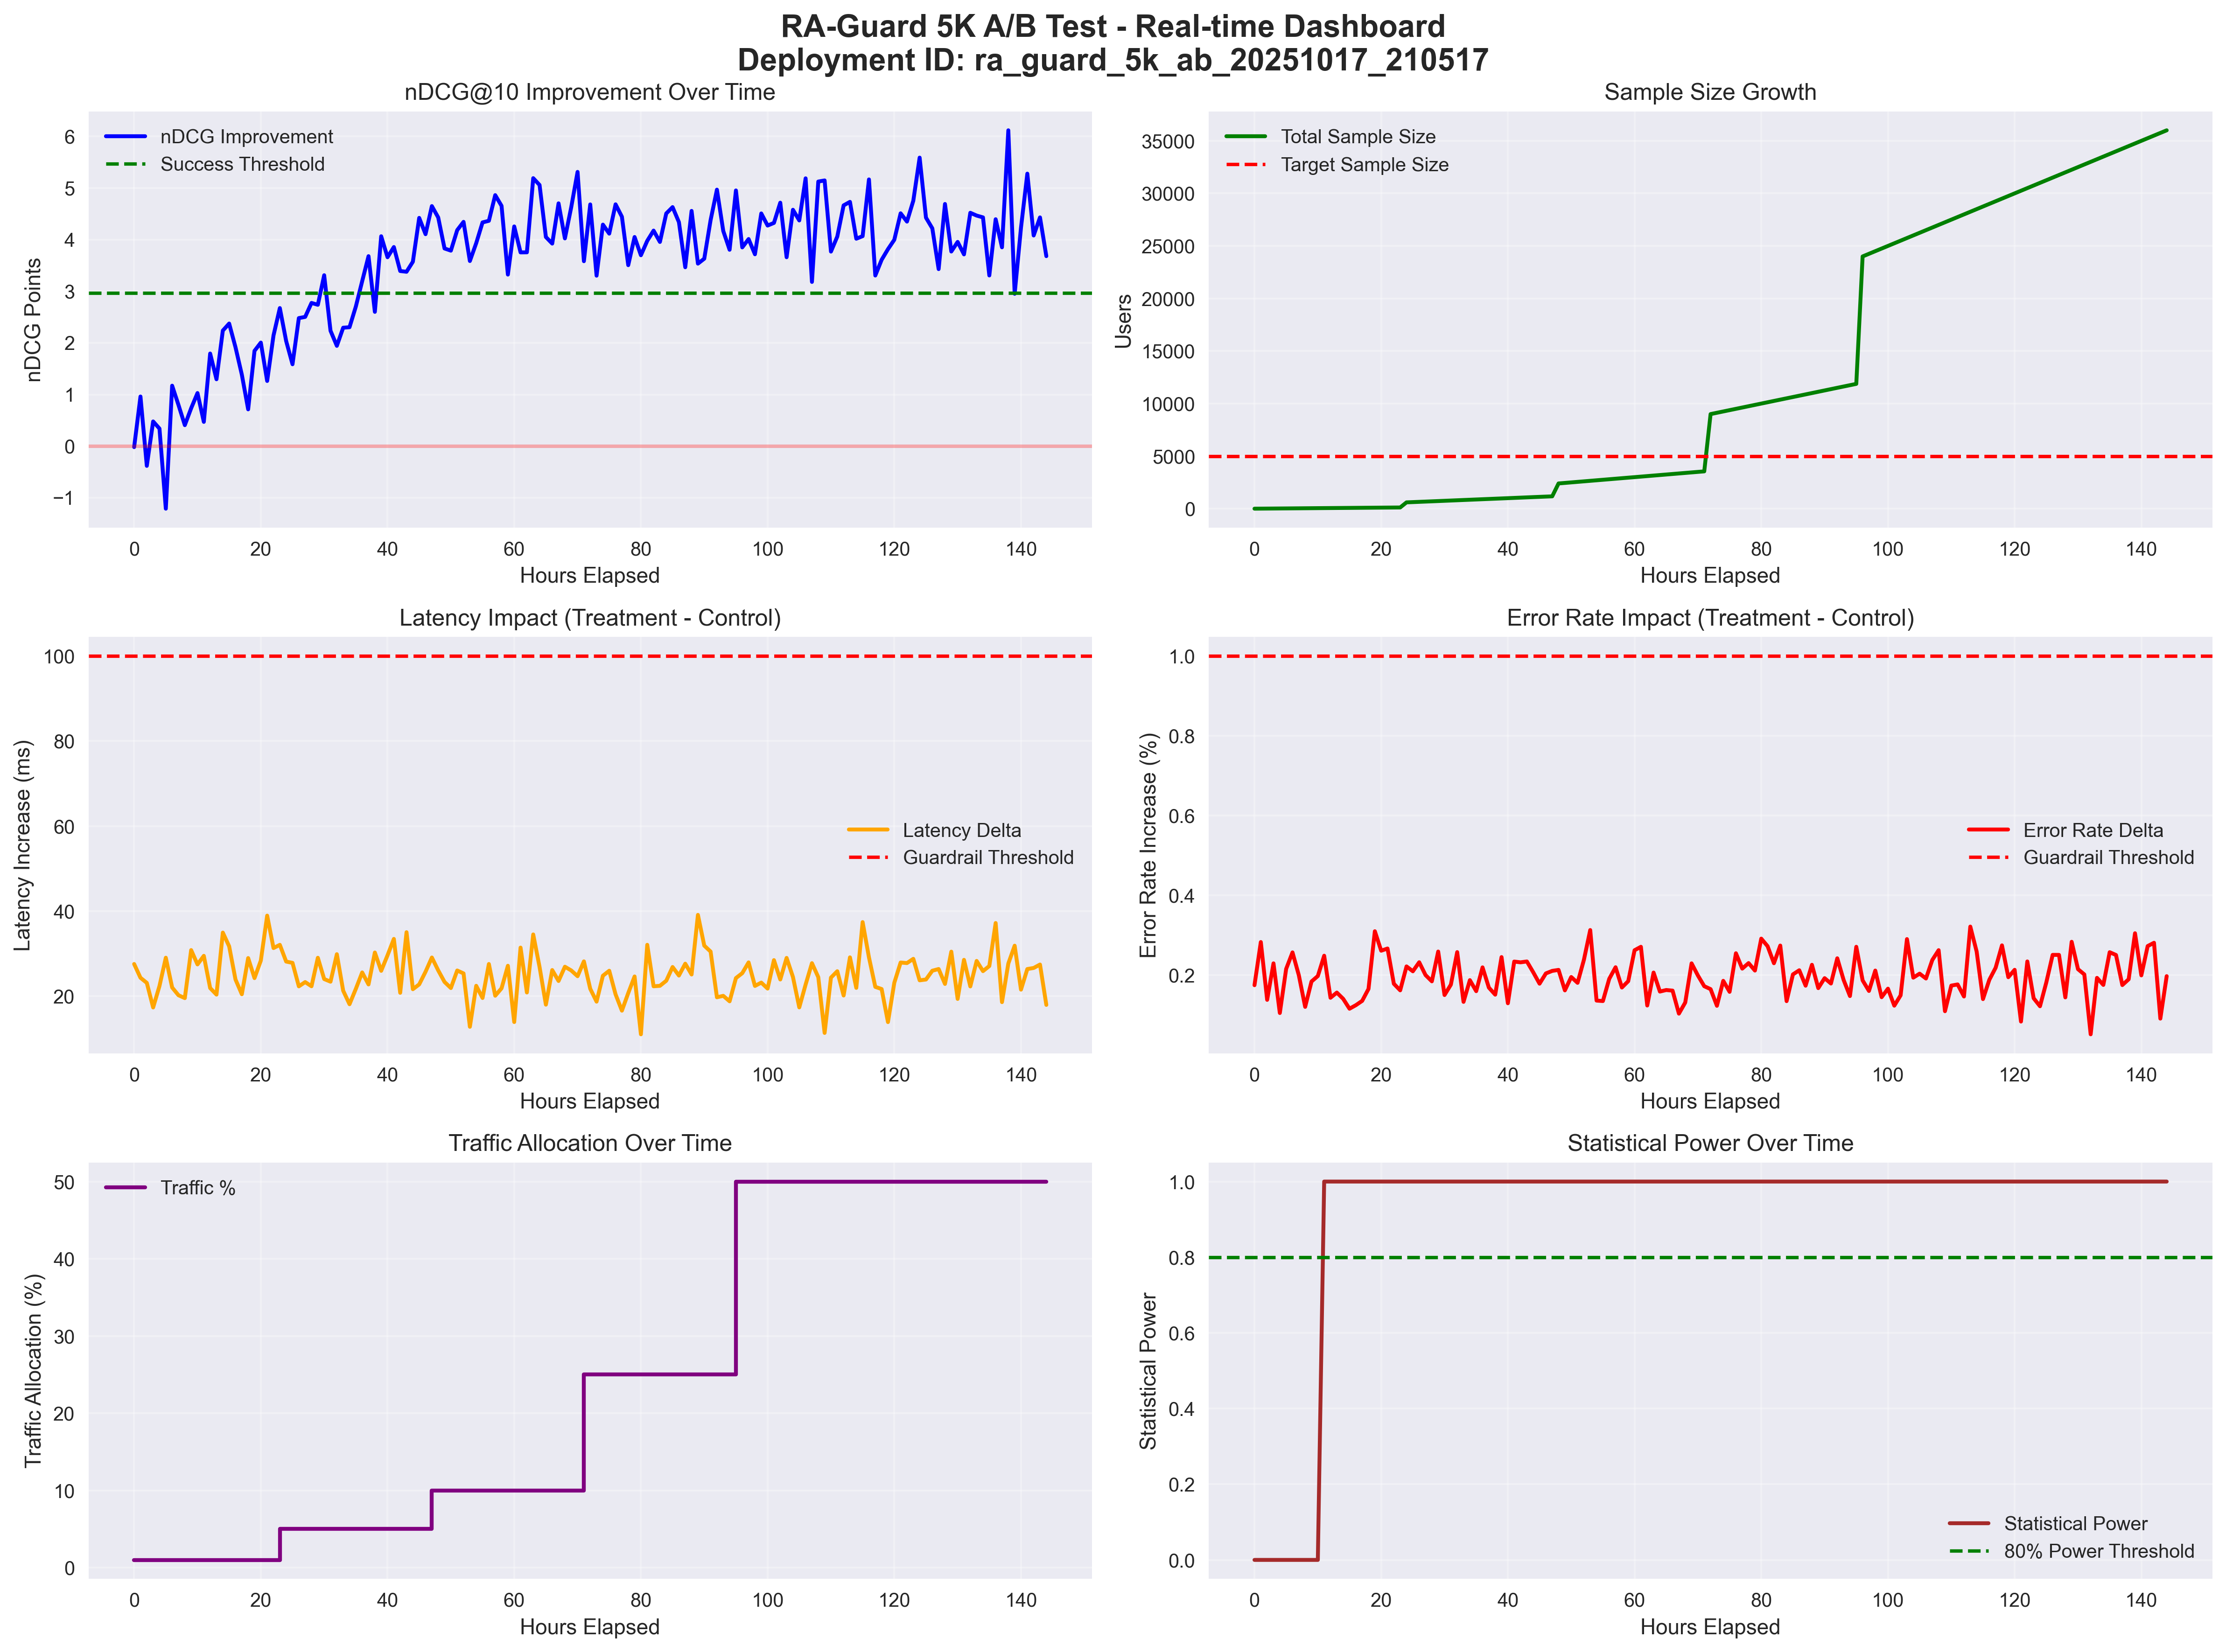 RA-Guard 5K A/B Test - Real-time Dashboard
Deployment ID: ra_guard_5k_ab_20251017_210517
nDCG@10 Improvement Over Time
nDCG Improvement
Success Threshold
nDCG Points
6
5
4
3
2
1
0
−1
0 20 40 60 80 100 120 140
Hours Elapsed
Sample Size Growth
Total Sample Size
Target Sample Size
Users
35000
30000
25000
20000
15000
10000
5000
0
0 20 40 60 80 100 120 140
Hours Elapsed
Latency Impact (Treatment - Control)
Latency Delta
Guardrail Threshold
Latency Increase (ms)
100
80
60
40
20
0 20 40 60 80 100 120 140
Hours Elapsed
Error Rate Impact (Treatment - Control)
Error Rate Delta
Guardrail Threshold
Error Rate Increase (%)
1.0
0.8
0.6
0.4
0.2
0 20 40 60 80 100 120 140
Hours Elapsed
Traffic Allocation Over Time
Traffic %
Traffic Allocation (%)
50
40
30
20
10
0
0 20 40 60 80 100 120 140
Hours Elapsed
Statistical Power Over Time
Statistical Power
80% Power Threshold
Statistical Power
1.0
0.8
0.6
0.4
0.2
0.0
0 20 40 60 80 100 120 140
Hours Elapsed